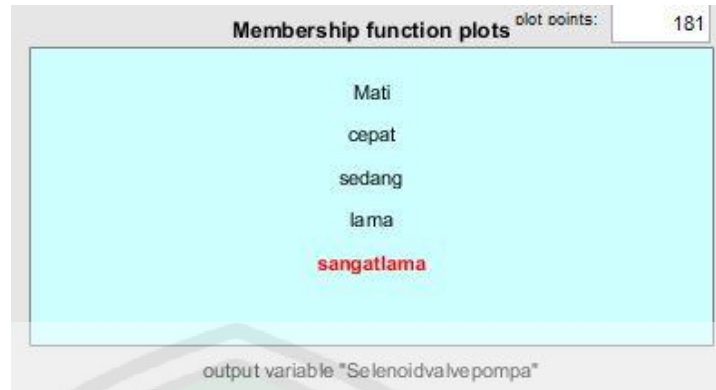 Membership function plots plot points: 181
Mati
cepat
sedang
lama
sangatlama
output variable "Selenoidvalvepompa"